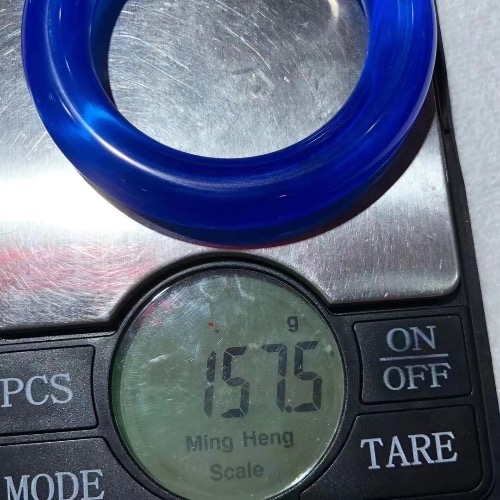 g
157.5
Ming Heng
Scale
PCS
MODE
ON
OFF
TARE